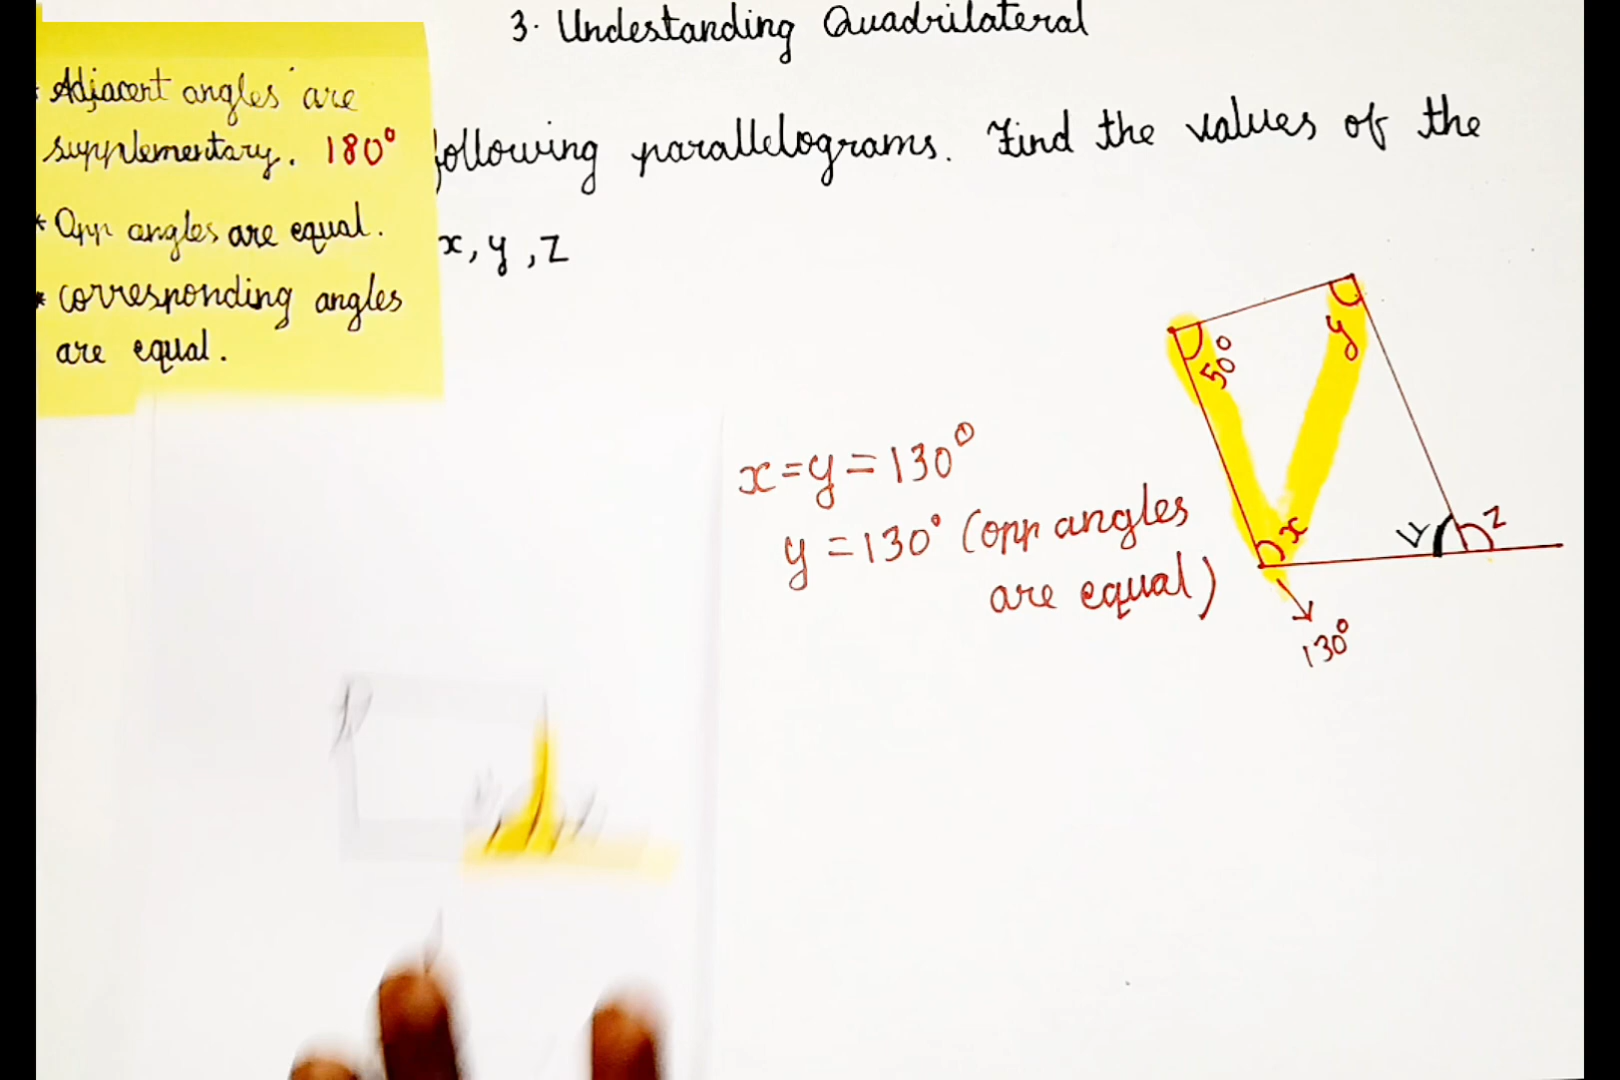 3. Undestanding Quadrilateral
Adjacent angles are
supplementary. 180°
* Opp angles are equal.
* corresponding angles
are equal.
following parallelograms. Find the values of the
x, y, z
50°
y
x
z
130°
x = y = 130°
y = 130° (opp angles
are equal)